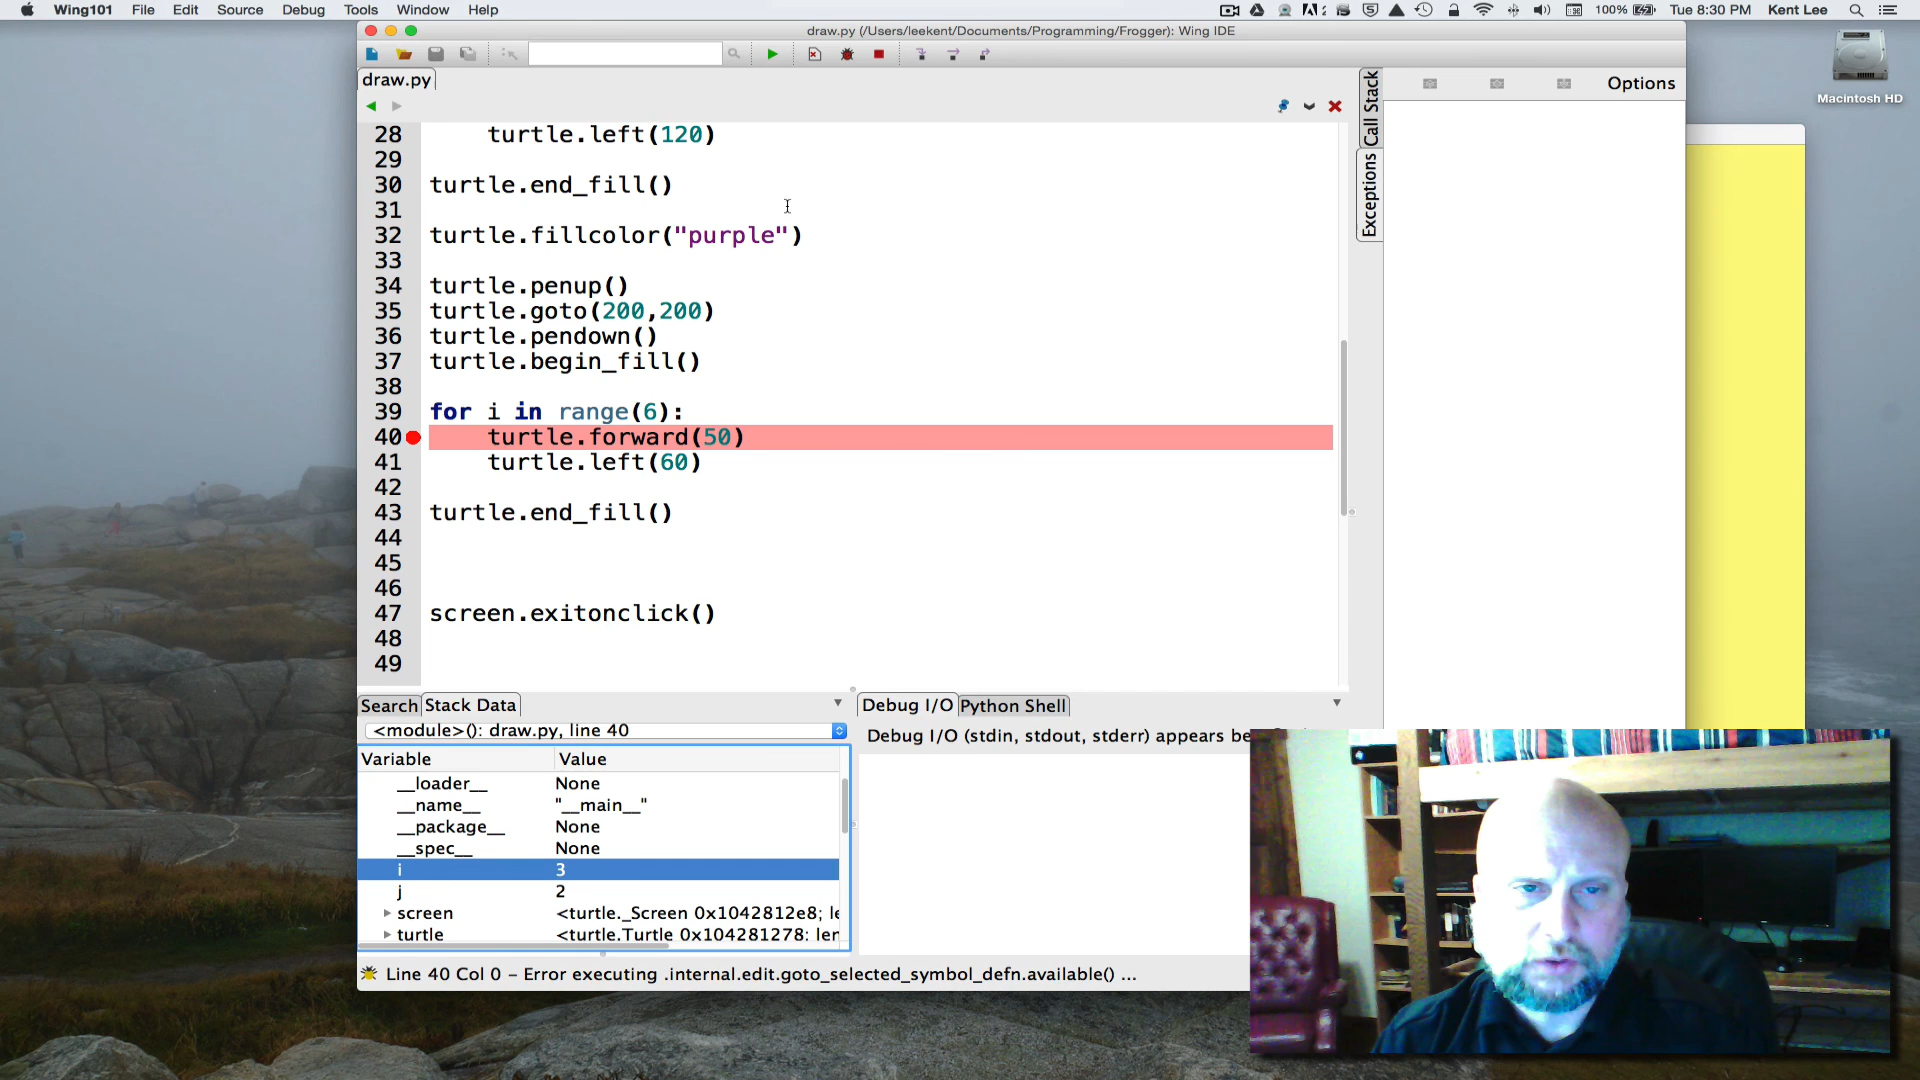 Wing101 File Edit Source Debug Tools Window Help
100% Tue 8:30 PM Kent Lee
draw.py (/Users/leekent/Documents/Programming/Frogger): Wing IDE
draw.py
Options
Macintosh HD
Call Stack
Exceptions
28 turtle.left(120)
29
30 turtle.end_fill()
31
32 turtle.fillcolor("purple")
33
34 turtle.penup()
35 turtle.goto(200,200)
36 turtle.pendown()
37 turtle.begin_fill()
38
39 for i in range(6):
40 turtle.forward(50)
41 turtle.left(60)
42
43 turtle.end_fill()
44
45
46
47 screen.exitonclick()
48
49
Search Stack Data
<module>(): draw.py, line 40
Variable Value
__loader__ None
__name__ "__main__"
__package__ None
__spec__ None
i 3
j 2
screen <turtle._Screen 0x1042812e8; le
turtle <turtle.Turtle 0x104281278: len
Debug I/O Python Shell
Debug I/O (stdin, stdout, stderr) appears be
Line 40 Col 0 – Error executing .internal.edit.goto_selected_symbol_defn.available() ...